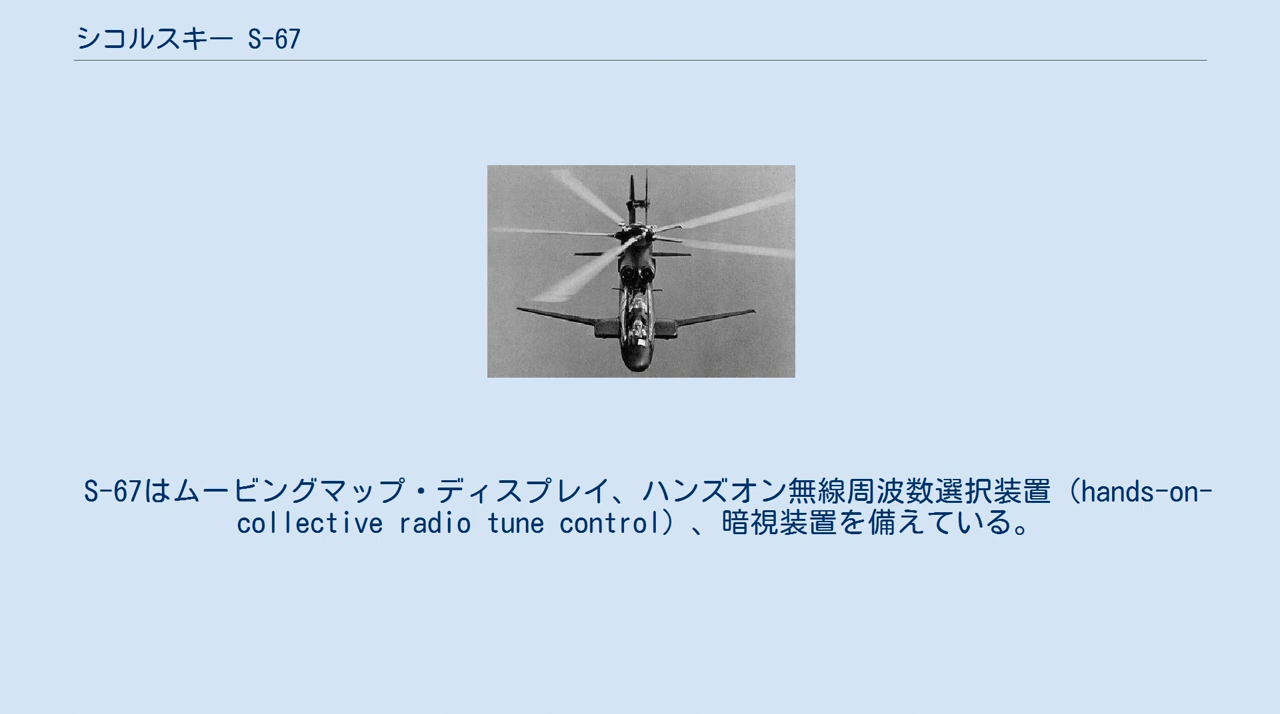 シコルスキー S-67
S-67はムービングマップ・ディスプレイ、ハンズオン無線周波数選択装置（hands-on-
collective radio tune control）、暗視装置を備えている。